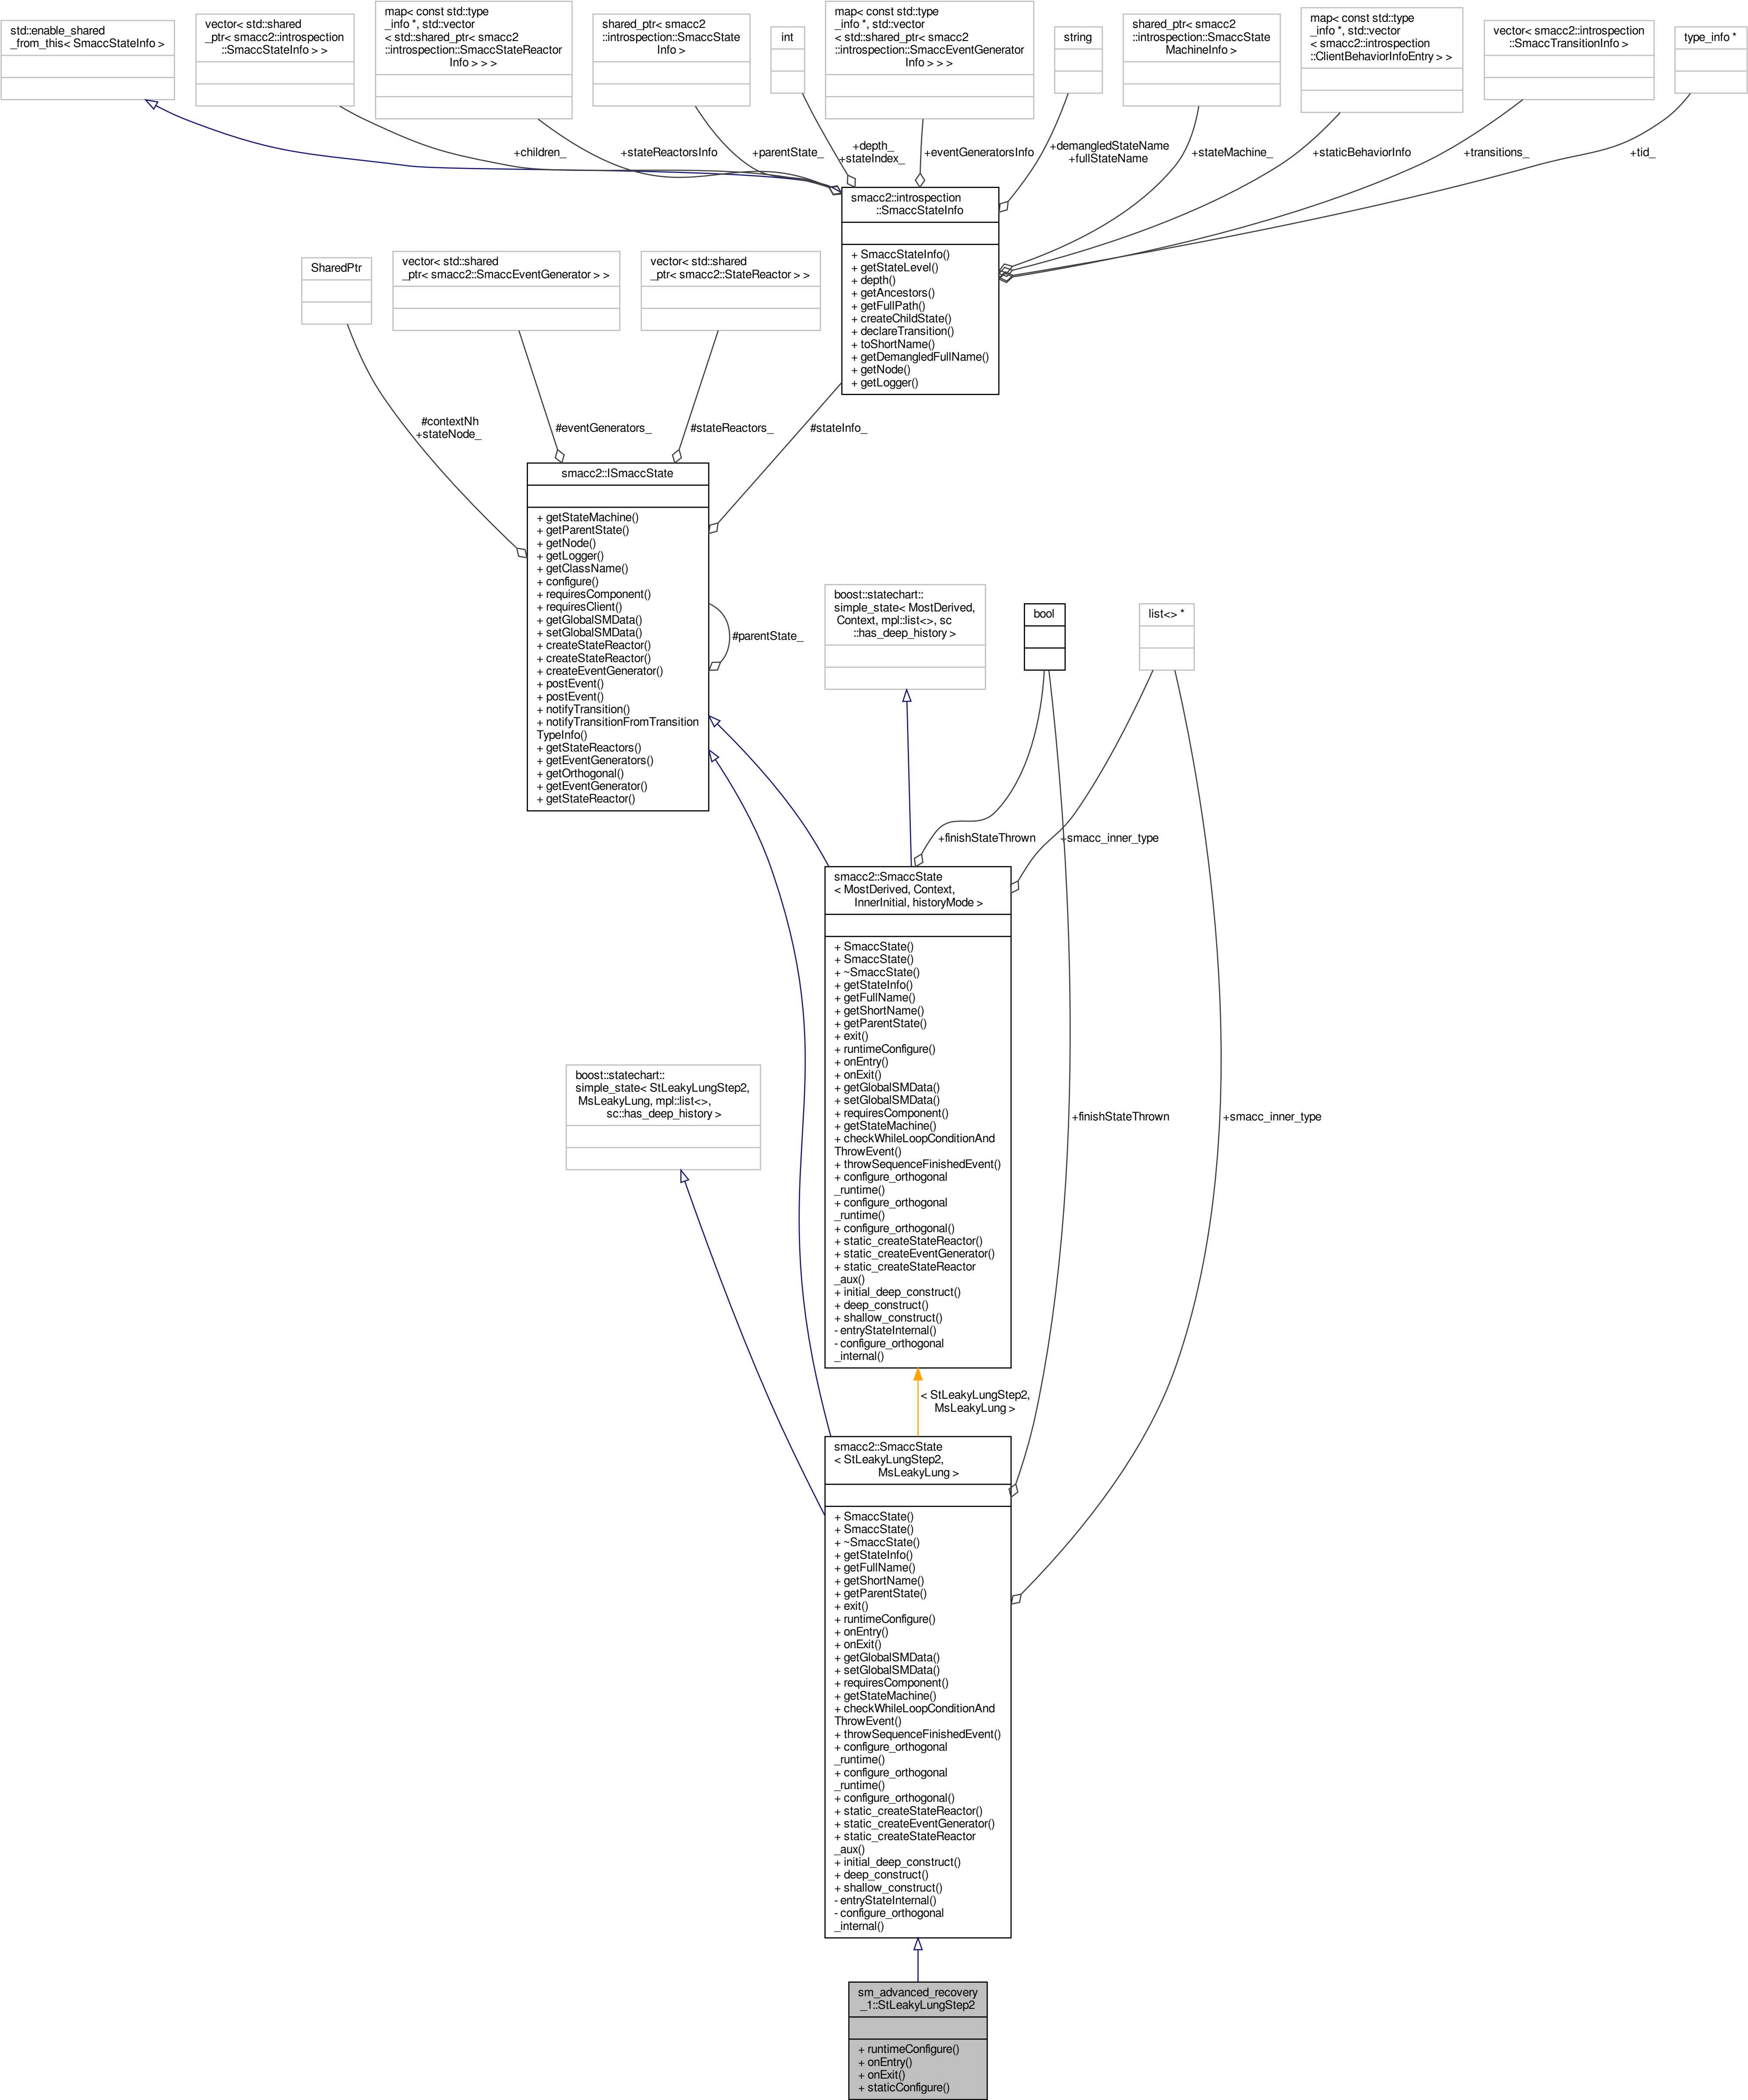 std::enable_shared
_from_this< SmaccStateInfo >
vector< std::shared
_ptr< smacc2::introspection
::SmaccStateInfo > >
map< const std::type
_info *, std::vector
< std::shared_ptr< smacc2
::introspection::SmaccStateReactor
Info > > >
shared_ptr< smacc2
::introspection::SmaccState
Info >
int
map< const std::type
_info *, std::vector
< std::shared_ptr< smacc2
::introspection::SmaccEventGenerator
Info > > >
string
shared_ptr< smacc2
::introspection::SmaccState
MachineInfo >
map< const std::type
_info *, std::vector
< smacc2::introspection
::ClientBehaviorInfoEntry > >
vector< smacc2::introspection
::SmaccTransitionInfo >
type_info *
+children_
+stateReactorsInfo
+parentState_
+depth_
+stateIndex_
+eventGeneratorsInfo
+demangledStateName
+fullStateName
+stateMachine_
+staticBehaviorInfo
+transitions_
+tid_
smacc2::introspection
::SmaccStateInfo
+ SmaccStateInfo()
+ getStateLevel()
+ depth()
+ getAncestors()
+ getFullPath()
+ createChildState()
+ declareTransition()
+ toShortName()
+ getDemangledFullName()
+ getNode()
+ getLogger()
SharedPtr
vector< std::shared
_ptr< smacc2::SmaccEventGenerator > >
vector< std::shared
_ptr< smacc2::StateReactor > >
#contextNh
+stateNode_
#eventGenerators_
#stateReactors_
#stateInfo_
smacc2::ISmaccState
+ getStateMachine()
+ getParentState()
+ getNode()
+ getLogger()
+ getClassName()
+ configure()
+ requiresComponent()
+ requiresClient()
+ getGlobalSMData()
+ setGlobalSMData()
+ createStateReactor()
+ createStateReactor()
+ createEventGenerator()
+ postEvent()
+ postEvent()
+ notifyTransition()
+ notifyTransitionFromTransition
TypeInfo()
+ getStateReactors()
+ getEventGenerators()
+ getOrthogonal()
+ getEventGenerator()
+ getStateReactor()
#parentState_
boost::statechart::
simple_state< MostDerived,
Context, mpl::list<>, sc
::has_deep_history >
bool
list<> *
+finishStateThrown
+smacc_inner_type
smacc2::SmaccState
< MostDerived, Context,
InnerInitial, historyMode >
+ SmaccState()
+ SmaccState()
+ ~SmaccState()
+ getStateInfo()
+ getFullName()
+ getShortName()
+ getParentState()
+ exit()
+ runtimeConfigure()
+ onEntry()
+ onExit()
+ getGlobalSMData()
+ setGlobalSMData()
+ requiresComponent()
+ getStateMachine()
+ checkWhileLoopConditionAnd
ThrowEvent()
+ throwSequenceFinishedEvent()
+ configure_orthogonal
_runtime()
+ configure_orthogonal
_runtime()
+ configure_orthogonal()
+ static_createStateReactor()
+ static_createEventGenerator()
+ static_createStateReactor
_aux()
+ initial_deep_construct()
+ deep_construct()
+ shallow_construct()
- entryStateInternal()
- configure_orthogonal
_internal()
boost::statechart::
simple_state< StLeakyLungStep2,
MsLeakyLung, mpl::list<>,
sc::has_deep_history >
+finishStateThrown
+smacc_inner_type
< StLeakyLungStep2,
MsLeakyLung >
smacc2::SmaccState
< StLeakyLungStep2,
MsLeakyLung >
+ SmaccState()
+ SmaccState()
+ ~SmaccState()
+ getStateInfo()
+ getFullName()
+ getShortName()
+ getParentState()
+ exit()
+ runtimeConfigure()
+ onEntry()
+ onExit()
+ getGlobalSMData()
+ setGlobalSMData()
+ requiresComponent()
+ getStateMachine()
+ checkWhileLoopConditionAnd
ThrowEvent()
+ throwSequenceFinishedEvent()
+ configure_orthogonal
_runtime()
+ configure_orthogonal
_runtime()
+ configure_orthogonal()
+ static_createStateReactor()
+ static_createEventGenerator()
+ static_createStateReactor
_aux()
+ initial_deep_construct()
+ deep_construct()
+ shallow_construct()
- entryStateInternal()
- configure_orthogonal
_internal()
sm_advanced_recovery
_1::StLeakyLungStep2
+ runtimeConfigure()
+ onEntry()
+ onExit()
+ staticConfigure()